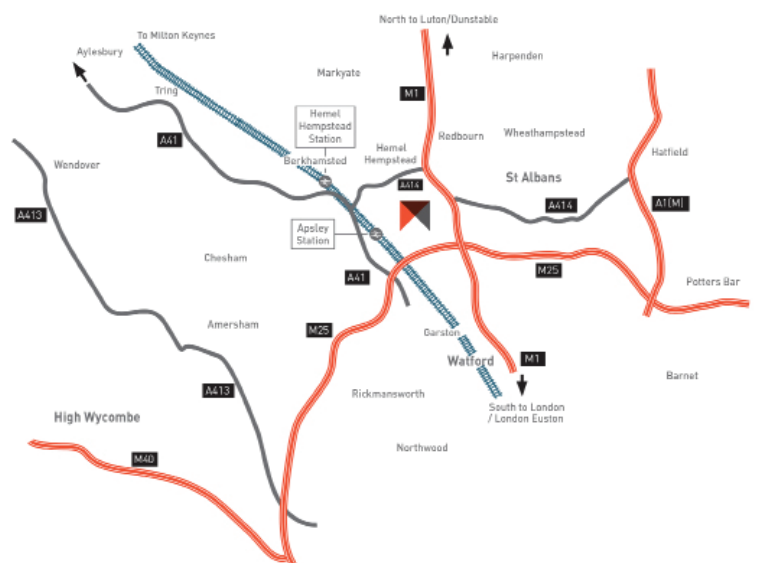 North to Luton/Dunstable
To Milton Keynes
Aylesbury
Harpenden
Markyate
Tring
M1
Hemel
Hempstead
Station
Redbourn
Wheathampstead
A41
Hemel
Hempstead
Berkhamsted
Hatfield
Wendover
St Albans
A414
A414
A1(M)
A413
Apsley
Station
Chesham
M25
A41
Potters Bar
Amersham
M25
Garston
Watford
M1
Barnet
A413
Rickmansworth
High Wycombe
South to London
/ London Euston
Northwood
M40